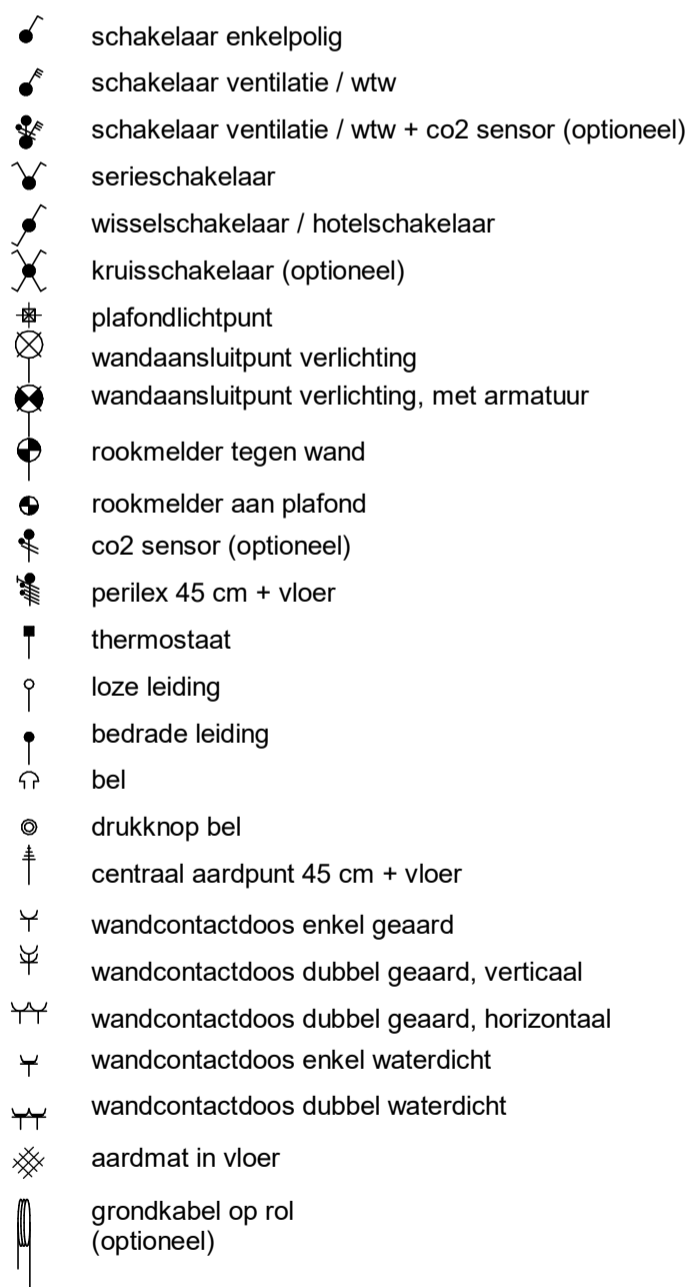 schakelaar enkelpolig
schakelaar ventilatie / wtw
schakelaar ventilatie / wtw + co2 sensor (optioneel)
serieschakelaar
wisselschakelaar / hotelschakelaar
kruisschakelaar (optioneel)
plafondlichtpunt
wandaansluitpunt verlichting
wandaansluitpunt verlichting, met armatuur
rookmelder tegen wand
rookmelder aan plafond
co2 sensor (optioneel)
perilex 45 cm + vloer
thermostaat
loze leiding
bedrade leiding
bel
drukknop bel
centraal aardpunt 45 cm + vloer
wandcontactdoos enkel geaard
wandcontactdoos dubbel geaard, verticaal
wandcontactdoos dubbel geaard, horizontaal
wandcontactdoos enkel waterdicht
wandcontactdoos dubbel waterdicht
aardmat in vloer
grondkabel op rol
(optioneel)